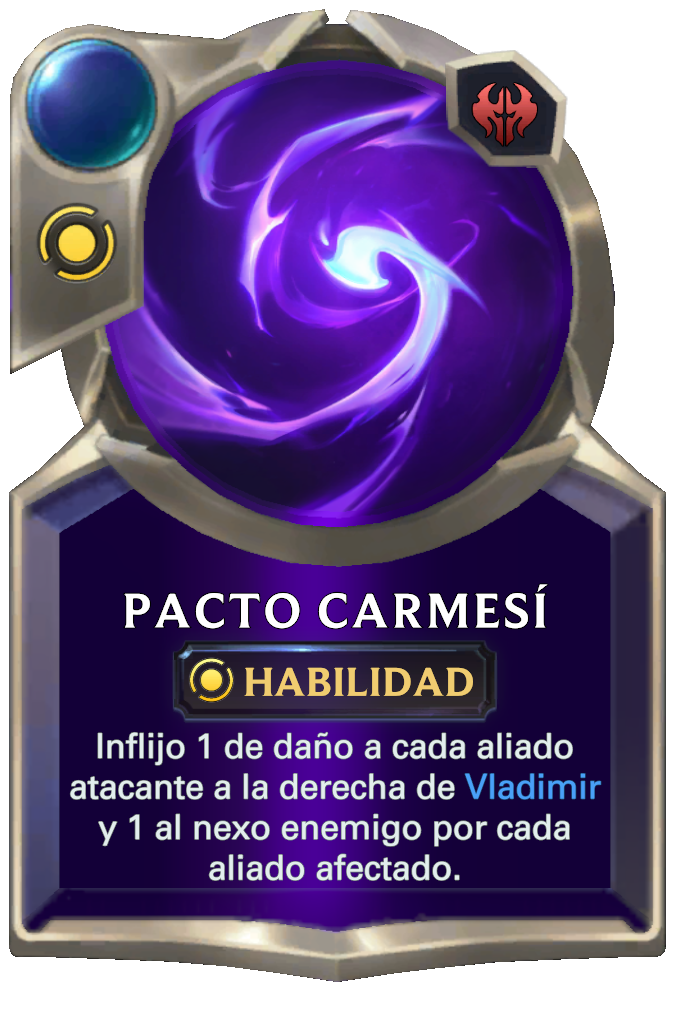 PACTO CARMESÍ
HABILIDAD
Inflijo 1 de daño a cada aliado
atacante a la derecha de Vladimir
y 1 al nexo enemigo por cada
aliado afectado.